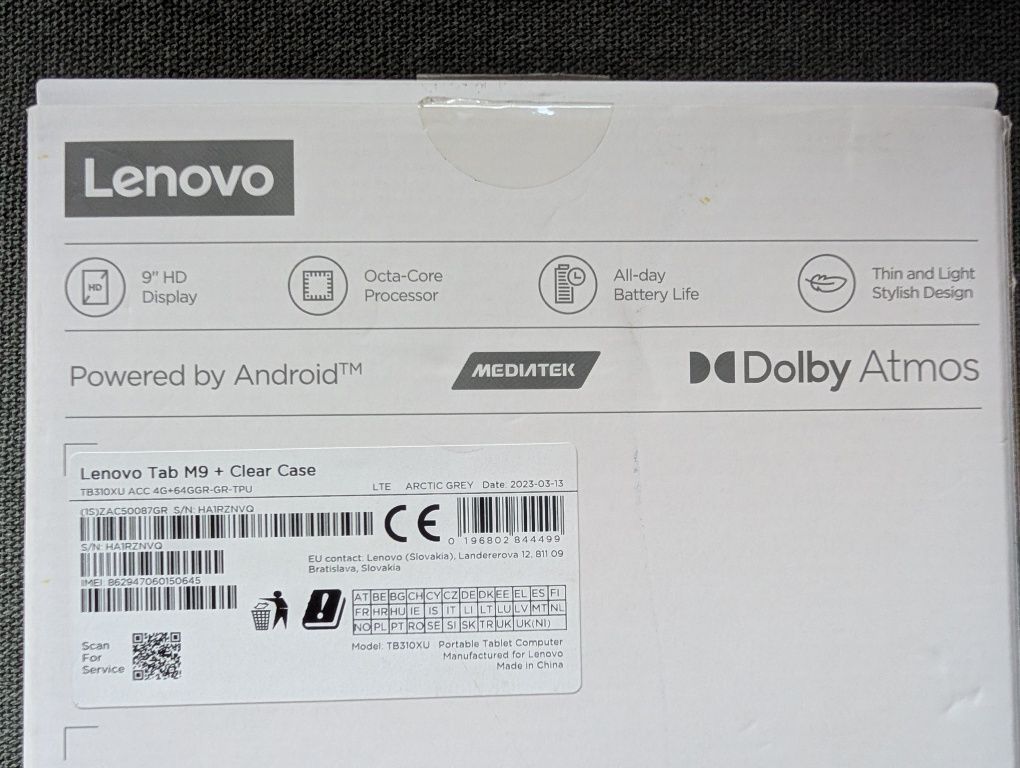 Lenovo
HD
9" HD
Display
Octa-Core
Processor
All-day
Battery Life
Thin and Light
Stylish Design
Powered by Android™
MEDIATEK
Dolby Atmos
Lenovo Tab M9 + Clear Case
TB310XU ACC 4G+64GGR-GR-TPU
LTE ARCTIC GREY Date: 2023-03-13
(1S)ZAC50087GR S/N: HA1RZNVQ
CE
0 196802 844499
S/N: HA1RZNVQ
EU contact: Lenovo (Slovakia), Landererova 12, 811 09
Bratislava, Slovakia
IMEI: 862947060150645
AT BE BG CH CY CZ DE DK EE EL ES FI
FR HR HU IE IS IT LI LT LU LV MT NL
NO PL PT RO SE SI SK TR UK UK(NI)
Scan
For
Service
Model: TB310XU Portable Tablet Computer
Manufactured for Lenovo
Made in China